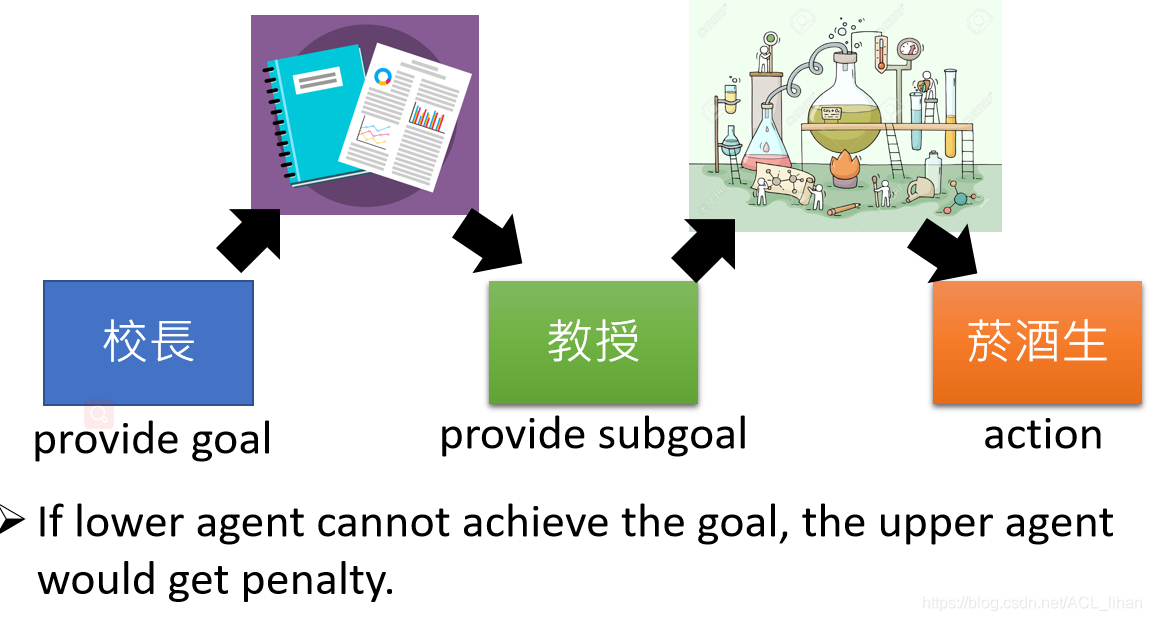 校長
教授
菸酒生
provide goal
provide subgoal
action
If lower agent cannot achieve the goal, the upper agent
would get penalty.
https://blog.csdn.net/ACL_lihan